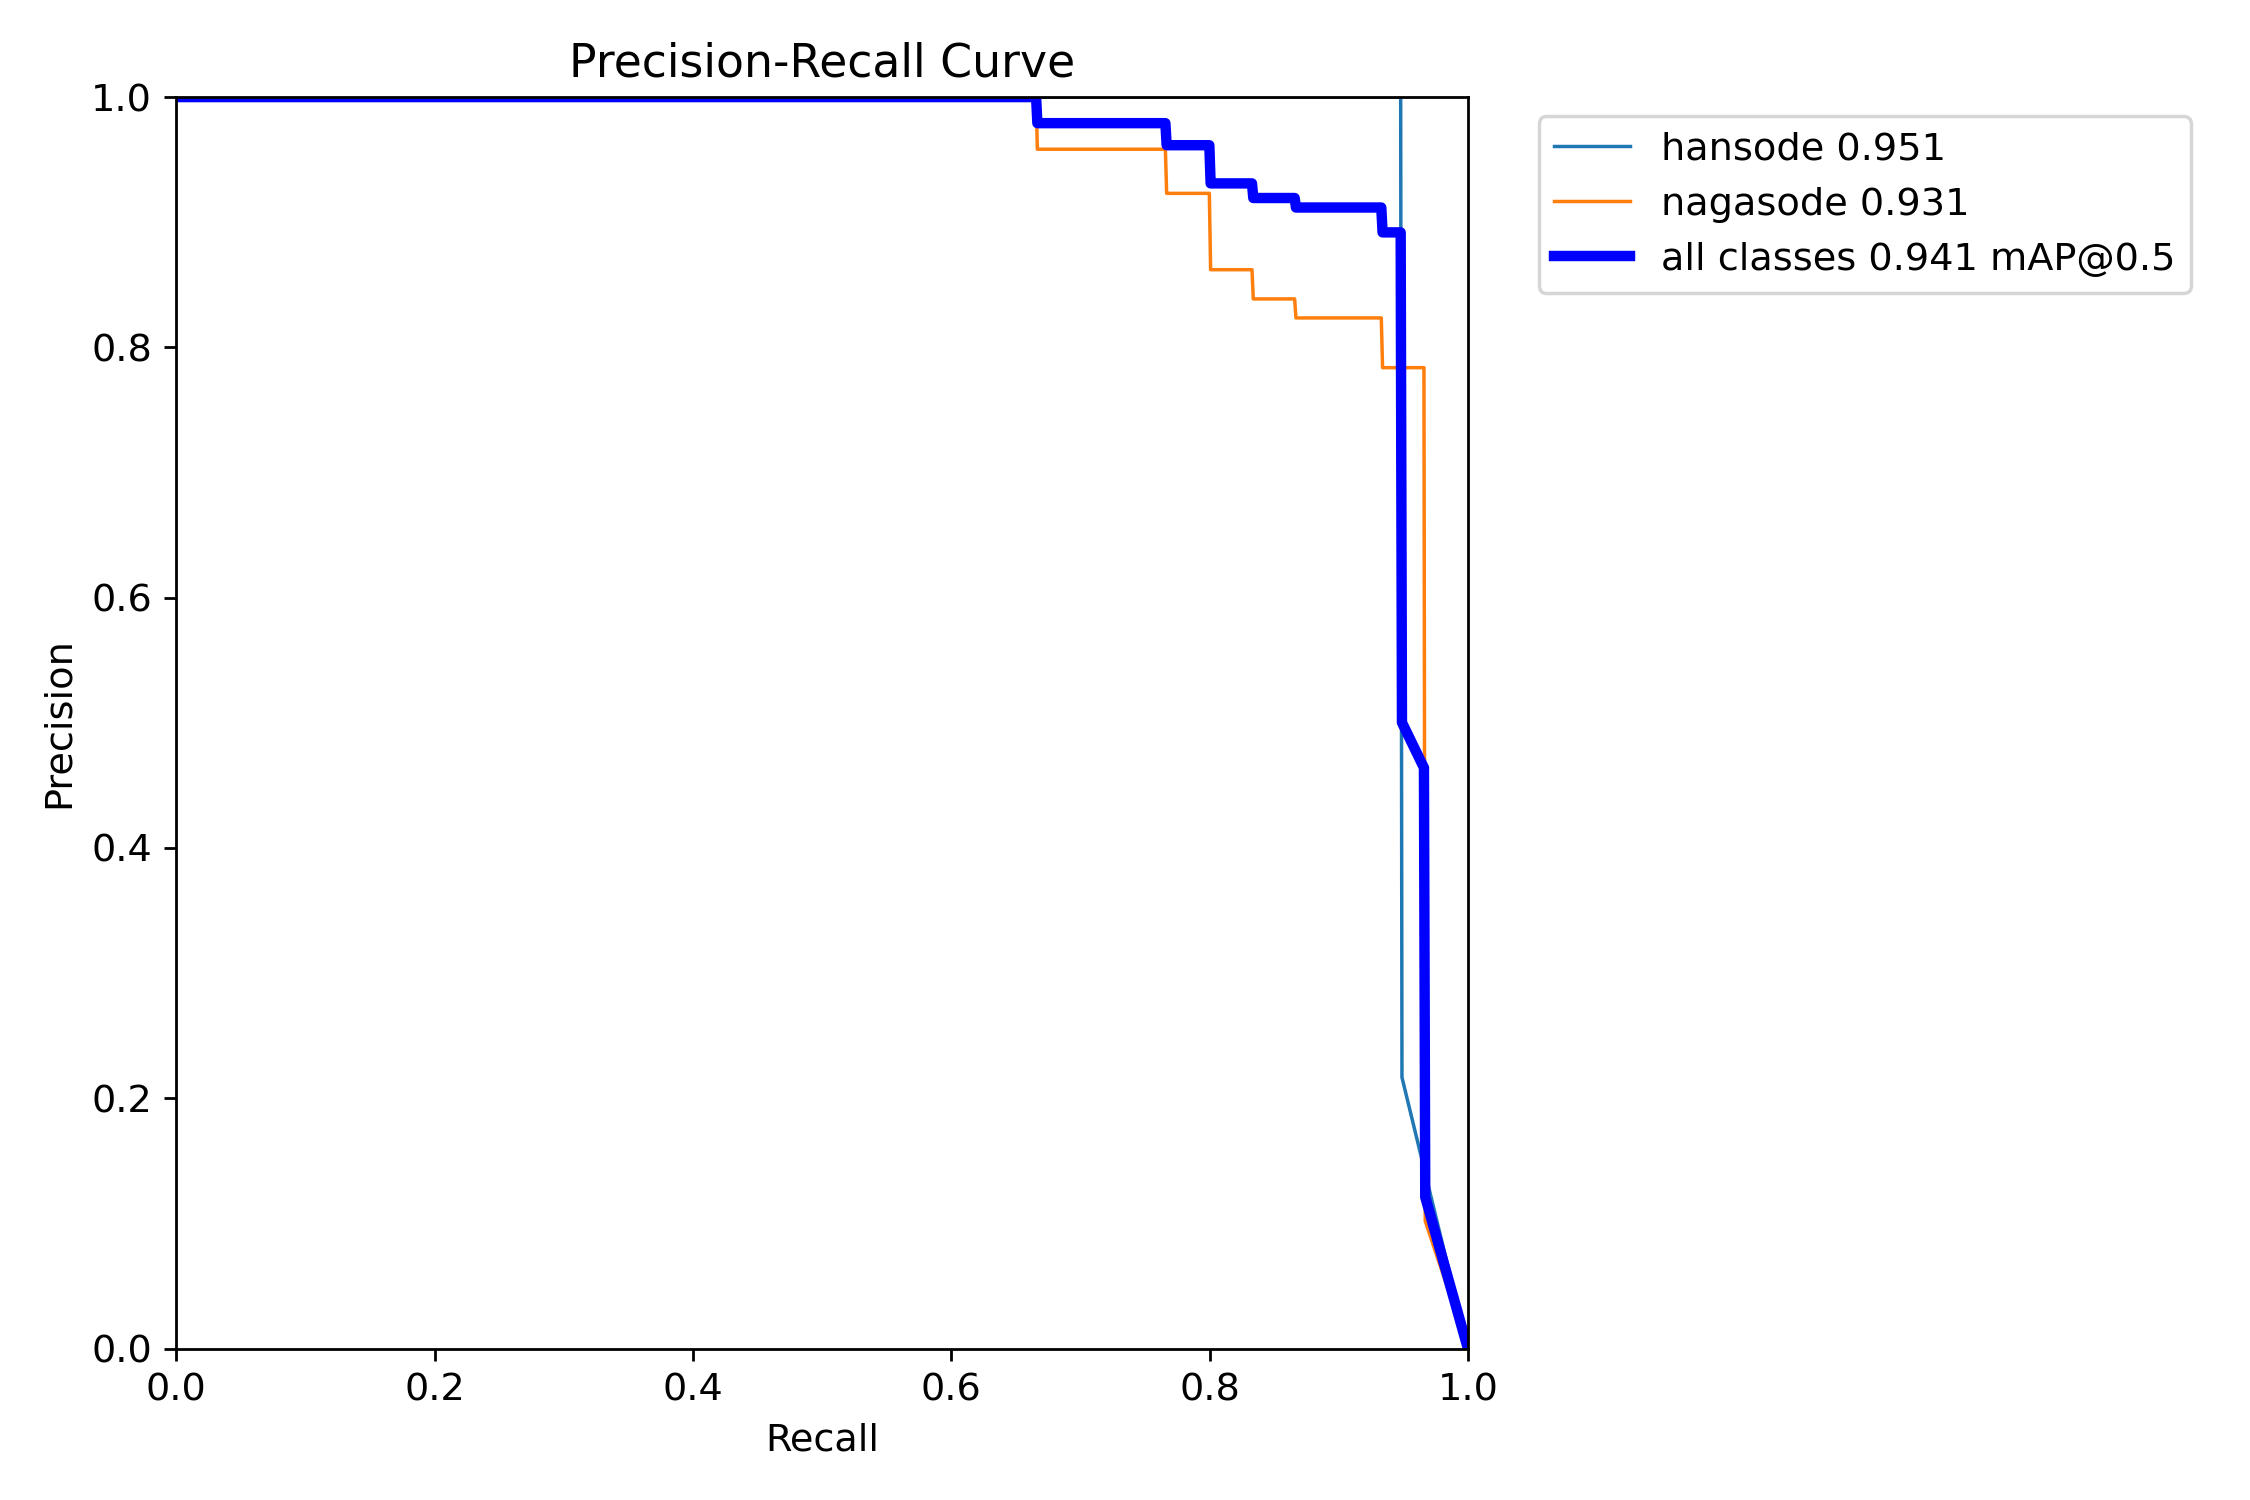 Precision-Recall Curve
1.0
0.8
0.6
0.4
0.2
0.0
Precision
0.0 0.2 0.4 0.6 0.8 1.0
Recall
hansode 0.951
nagasode 0.931
all classes 0.941 mAP@0.5